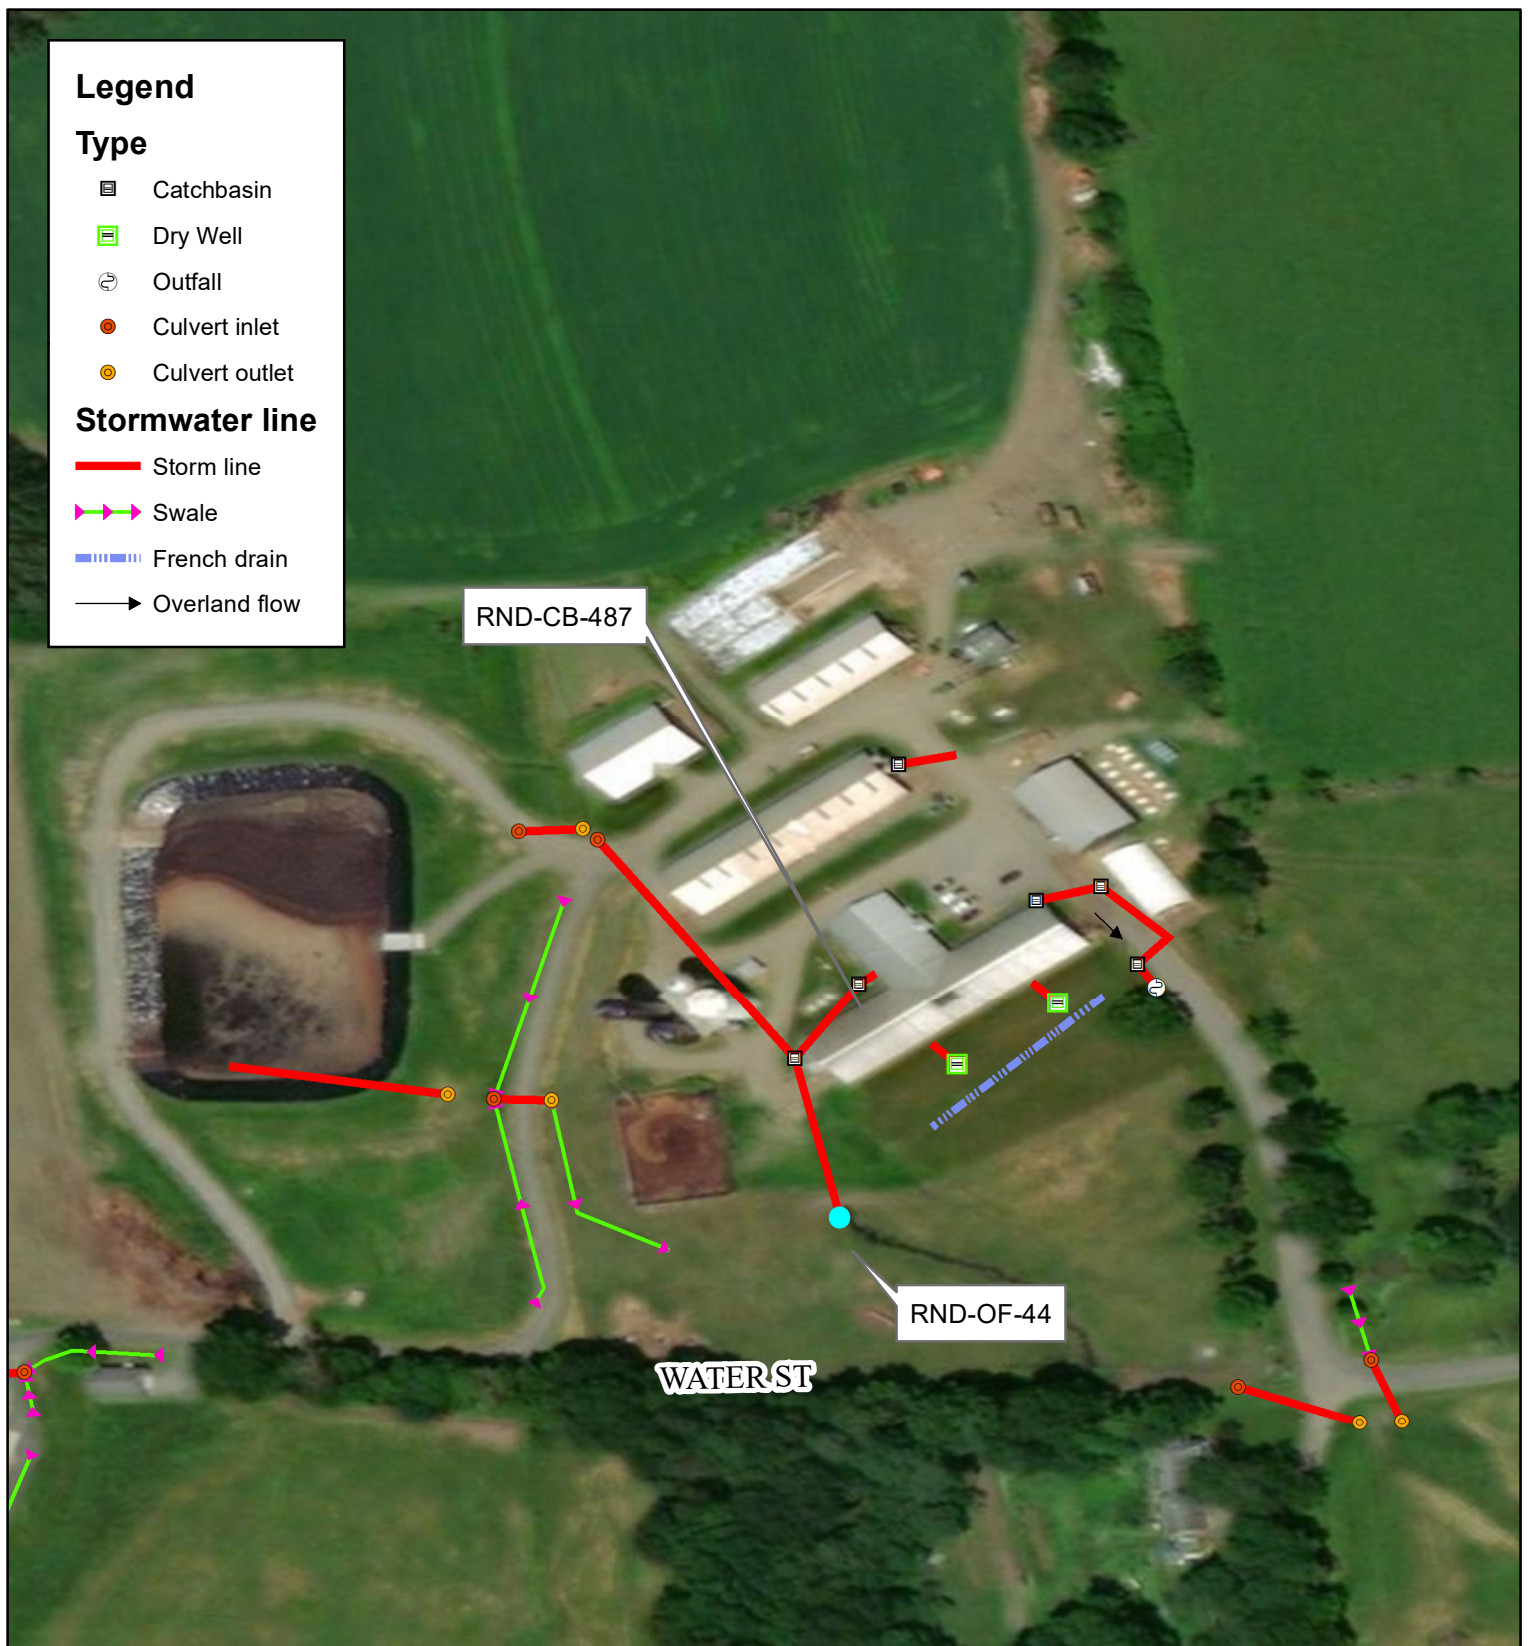 Legend
Type
Catchbasin
Dry Well
Outfall
Culvert inlet
Culvert outlet
Stormwater line
Storm line
Swale
French drain
Overland flow
RND-CB-487
RND-OF-44
WATER ST